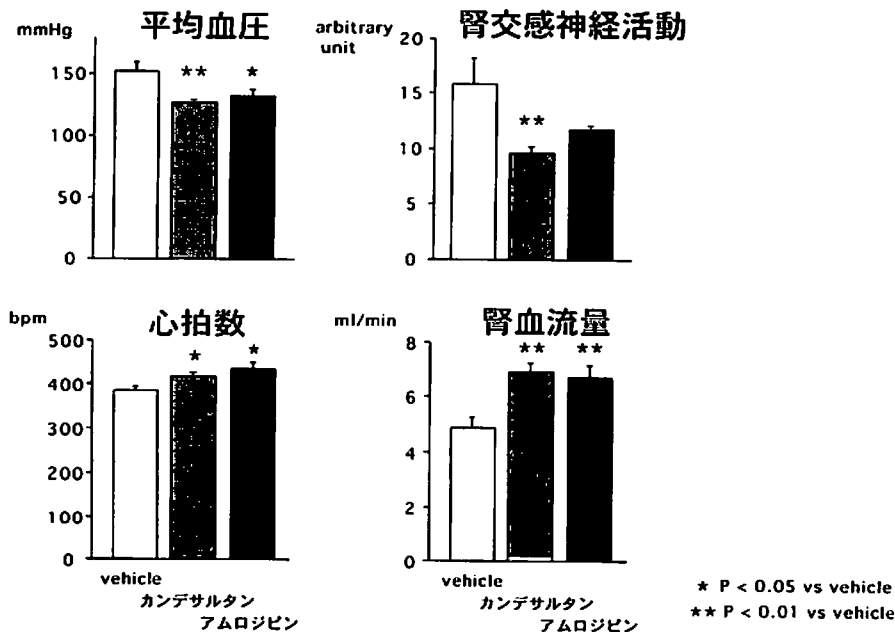 mmHg 平均血圧
150
**
*
100
50
0
arbitrary unit 腎交感神経活動
20
15
**
10
5
0
bpm 心拍数
500
*
*
400
300
200
100
0
vehicle
カンデサルタン
アムロジピン
ml/min 腎血流量
8
**
**
6
4
2
0
vehicle
カンデサルタン
アムロジピン
* P < 0.05 vs vehicle
** P < 0.01 vs vehicle